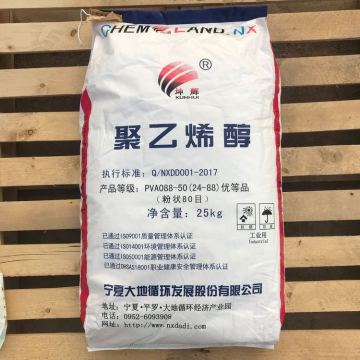 CHEM LAND.NX
®
坤辉
KUNHUI
聚乙烯醇
执行标准：Q/NXDD001-2017
产品等级：PVA088-50(24-88)优等品
(粉状80目)
净含量：25kg
工业用
Industrial
已通过ISO9001质量管理体系认证
已通过ISO14001环境管理体系认证
已通过ISO50001能源管理体系认证
已通过OHSAS18001职业健康安全管理体系认证
宁夏大地循环发展股份有限公司
地址：宁夏·平罗·大地循环经济产业园
电话：0952-6093908
网址：http://www.nxdadi.com